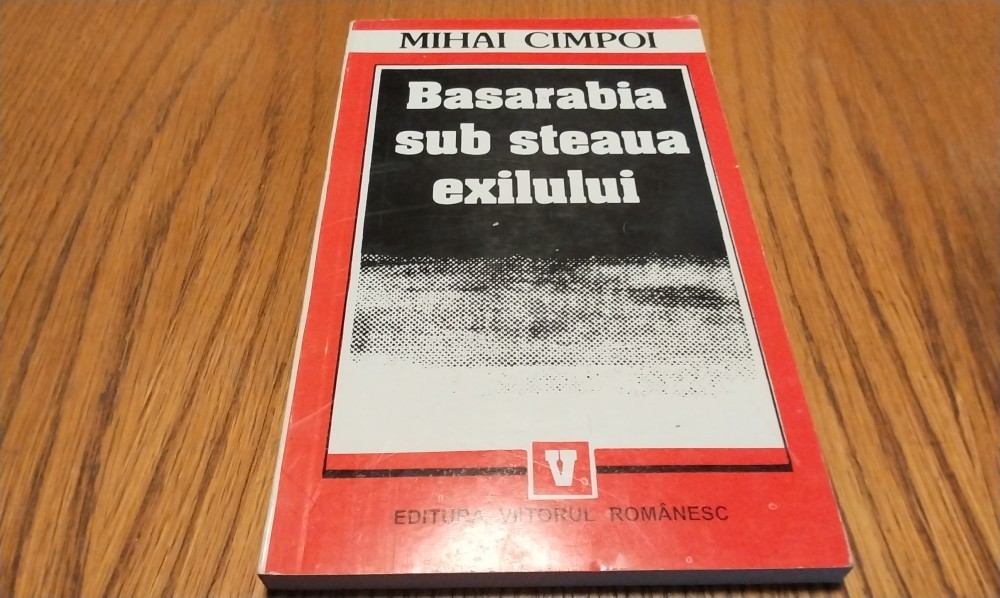 MIHAI CIMPOI
Basarabia
sub steaua
exilului
V
EDITURA VIITORUL ROMÂNESC